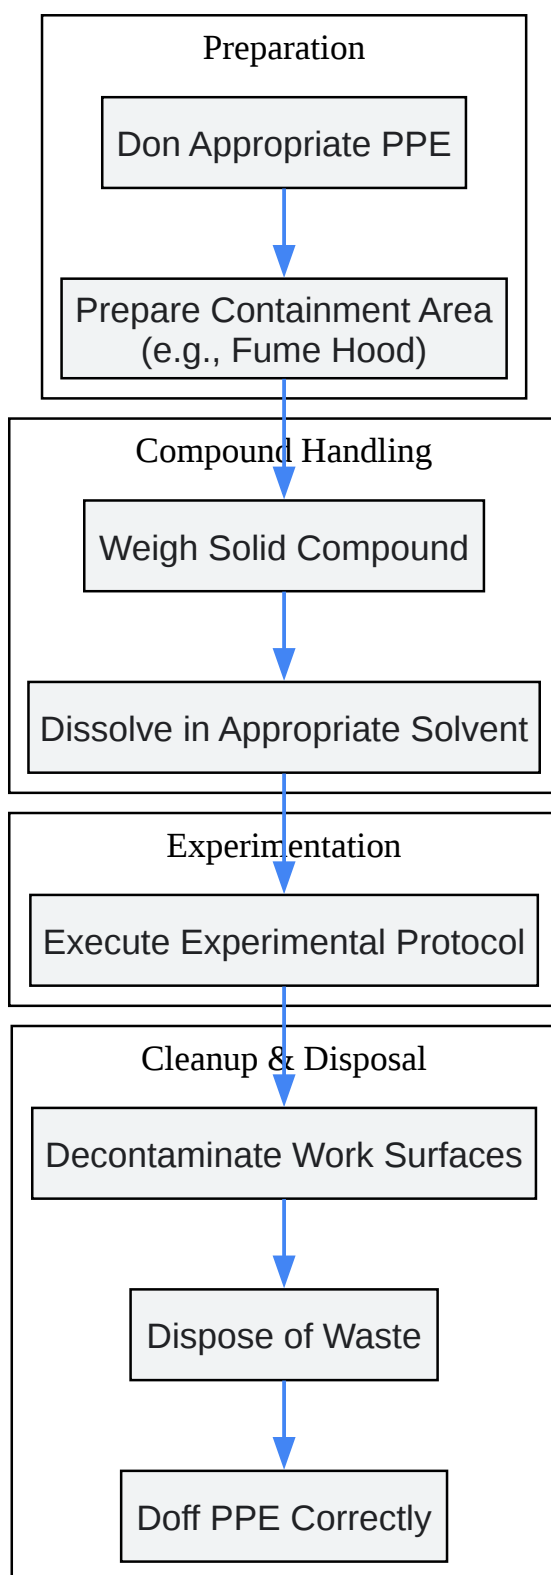 Preparation
Don Appropriate PPE
Prepare Containment Area
(e.g., Fume Hood)
Compound Handling
Weigh Solid Compound
Dissolve in Appropriate Solvent
Experimentation
Execute Experimental Protocol
Cleanup & Disposal
Decontaminate Work Surfaces
Dispose of Waste
Doff PPE Correctly